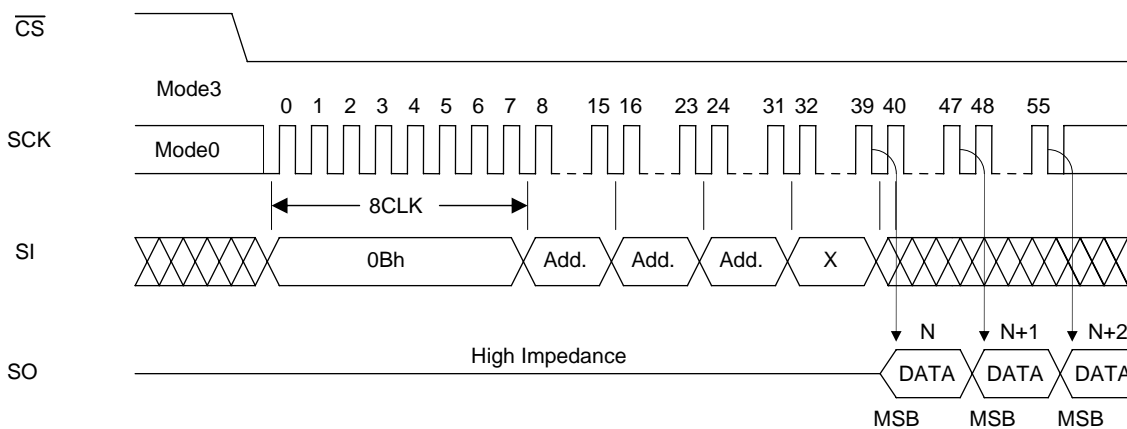 CS
Mode3
0 1 2 3 4 5 6 7 8 15 16 23 24 31 32 39 40 47 48 55
SCK
Mode0
8CLK
SI
0Bh Add. Add. Add. X
N N+1 N+2
High Impedance
SO
DATA DATA DATA
MSB MSB MSB